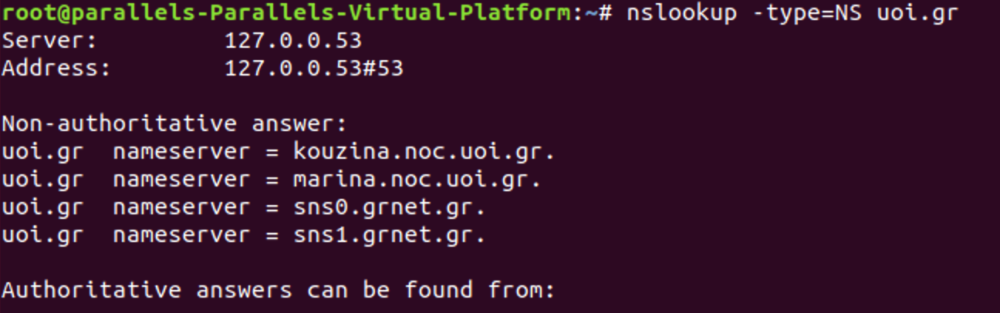 root@parallels-Parallels-Virtual-Platform:~# nslookup -type=NS uoi.gr
Server:         127.0.0.53
Address:        127.0.0.53#53

Non-authoritative answer:
uoi.gr  nameserver = kouzina.noc.uoi.gr.
uoi.gr  nameserver = marina.noc.uoi.gr.
uoi.gr  nameserver = sns0.grnet.gr.
uoi.gr  nameserver = sns1.grnet.gr.

Authoritative answers can be found from: